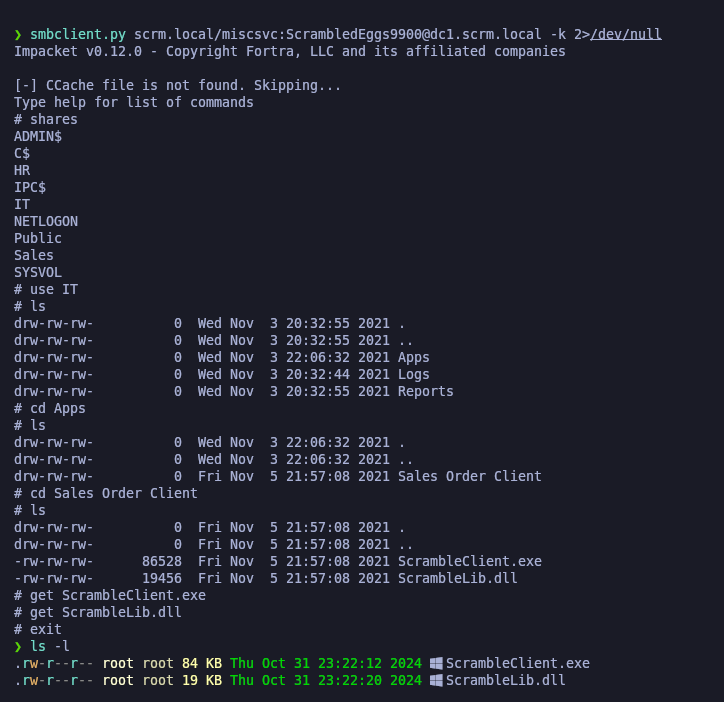 ❯ smbclient.py scrm.local/miscsvc:ScrambledEggs9900@dc1.scrm.local -k 2>/dev/null
Impacket v0.12.0 - Copyright Fortra, LLC and its affiliated companies
[-] CCache file is not found. Skipping...
Type help for list of commands
# shares
ADMIN$
C$
HR
IPC$
IT
NETLOGON
Public
Sales
SYSVOL
# use IT
# ls
drw-rw-rw-          0  Wed Nov  3 20:32:55 2021 .
drw-rw-rw-          0  Wed Nov  3 20:32:55 2021 ..
drw-rw-rw-          0  Wed Nov  3 22:06:32 2021 Apps
drw-rw-rw-          0  Wed Nov  3 20:32:44 2021 Logs
drw-rw-rw-          0  Wed Nov  3 20:32:55 2021 Reports
# cd Apps
# ls
drw-rw-rw-          0  Wed Nov  3 22:06:32 2021 .
drw-rw-rw-          0  Wed Nov  3 22:06:32 2021 ..
drw-rw-rw-          0  Fri Nov  5 21:57:08 2021 Sales Order Client
# cd Sales Order Client
# ls
drw-rw-rw-          0  Fri Nov  5 21:57:08 2021 .
drw-rw-rw-          0  Fri Nov  5 21:57:08 2021 ..
-rw-rw-rw-      86528  Fri Nov  5 21:57:08 2021 ScrambleClient.exe
-rw-rw-rw-      19456  Fri Nov  5 21:57:08 2021 ScrambleLib.dll
# get ScrambleClient.exe
# get ScrambleLib.dll
# exit
❯ ls -l
.rw-r--r-- root root 84 KB Thu Oct 31 23:22:12 2024 ScrambleClient.exe
.rw-r--r-- root root 19 KB Thu Oct 31 23:22:20 2024 ScrambleLib.dll